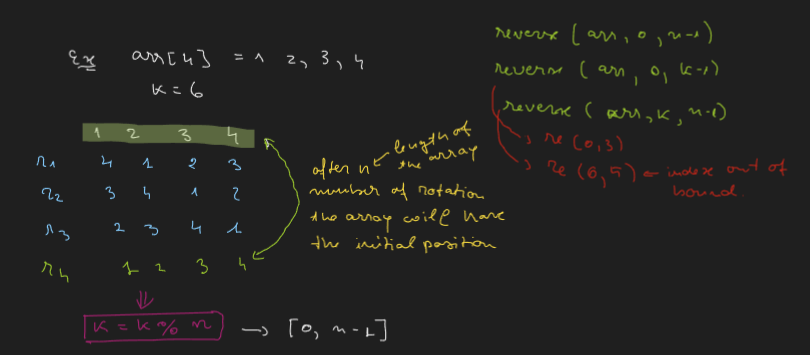 Ex arr[4] = 1 2, 3, 4
K = 6
1 2 3 4
r1 4 1 2 3
r2 3 4 1 2
r3 2 3 4 1
r4 1 2 3 4
K = K % n → [0, n-1]
after n ← length of the array
number of rotation
the array will have
the initial position
reverse (arr, 0, n-1)
reverse (arr, 0, k-1)
reverse (arr, K, n-1)
re (0,3)
re (0,5) ← index out of
bound.